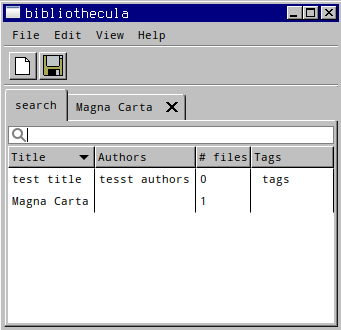 bibliothecula
File Edit View Help
search Magna Carta
Title Authors # files Tags
test title tesst authors 0 tags
Magna Carta 1